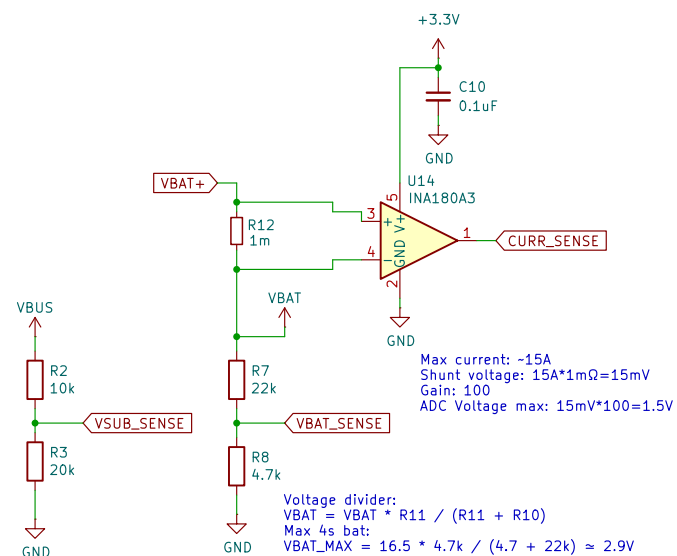 +3.3V
C10
0.1uF
GND
U14
INA180A3
VBAT+
R12
1m
3
+
5
V+
1
CURR_SENSE
4
-
GND
2
GND
VBUS
VBAT
R2
10k
R7
22k
VSUB_SENSE
VBAT_SENSE
R3
20k
R8
4.7k
GND
GND
Max current: ~15A
Shunt voltage: 15A*1mΩ=15mV
Gain: 100
ADC Voltage max: 15mV*100=1.5V
Voltage divider:
VBAT = VBAT * R11 / (R11 + R10)
Max 4s bat:
VBAT_MAX = 16.5 * 4.7k / (4.7 + 22k) ≃ 2.9V